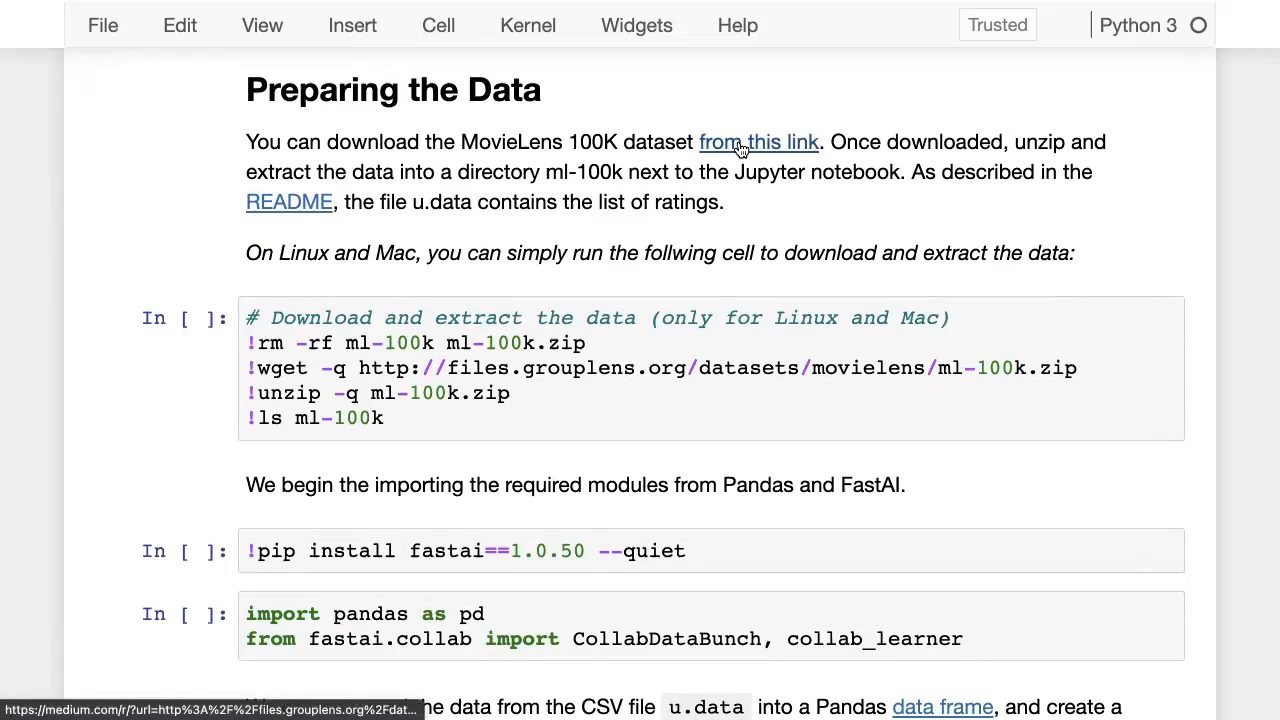 File Edit View Insert Cell Kernel Widgets Help Trusted Python 3
Preparing the Data
You can download the MovieLens 100K dataset from this link. Once downloaded, unzip and
extract the data into a directory ml-100k next to the Jupyter notebook. As described in the
README, the file u.data contains the list of ratings.
On Linux and Mac, you can simply run the follwing cell to download and extract the data:
In [ ]: # Download and extract the data (only for Linux and Mac)
!rm -rf ml-100k ml-100k.zip
!wget -q http://files.grouplens.org/datasets/movielens/ml-100k.zip
!unzip -q ml-100k.zip
!ls ml-100k
We begin the importing the required modules from Pandas and FastAI.
In [ ]: !pip install fastai==1.0.50 --quiet
In [ ]: import pandas as pd
from fastai.collab import CollabDataBunch, collab_learner
the data from the CSV file u.data into a Pandas data frame, and create a
https://medium.com/r/?url=http%3A%2F%2Ffiles.grouplens.org%2Fdat...